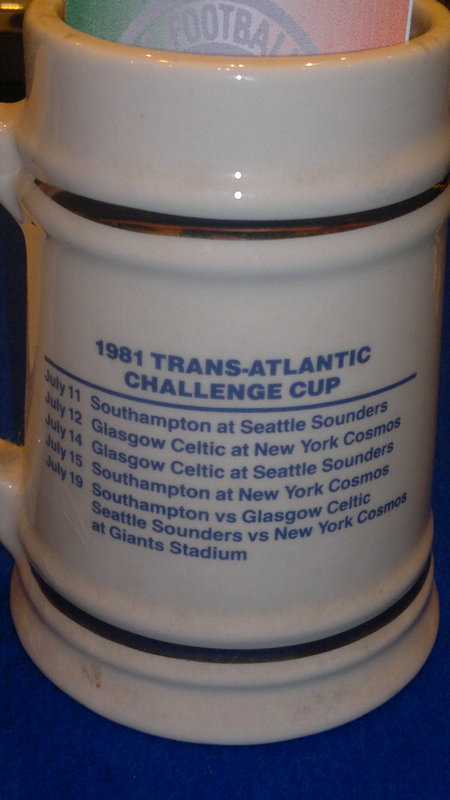 FOOTBALL
1981 TRANS-ATLANTIC
CHALLENGE CUP
July 11 Southampton at Seattle Sounders
July 12 Glasgow Celtic at New York Cosmos
July 14 Glasgow Celtic at Seattle Sounders
July 15 Southampton at New York Cosmos
July 19 Southampton vs Glasgow Celtic
Seattle Sounders vs New York Cosmos
at Giants Stadium